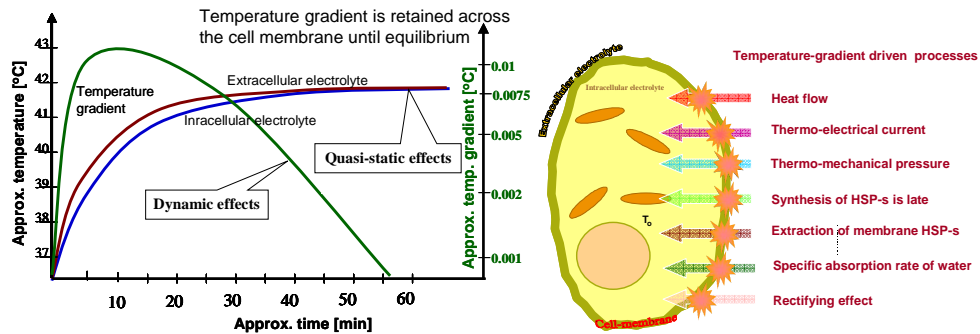 Temperature gradient is retained across
the cell membrane until equilibrium
Approx. temperature [ºC]
43
42
41
40
39
38
37
Temperature
gradient
Extracellular electrolyte
Inracellular electrolyte
Dynamic effects
Quasi-static effects
10
20
30
40
50
60
Approx. time [min]
Approx. temp. gradient [ºC]
0.01
0.0075
0.005
0.002
0.001
Extracellular electrolyte
Intracellular electrolyte
To
Cell-membrane
Temperature-gradient driven processes
Heat flow
Thermo-electrical current
Thermo-mechanical pressure
Synthesis of HSP-s is late
Extraction of membrane HSP-s
Specific absorption rate of water
Rectifying effect